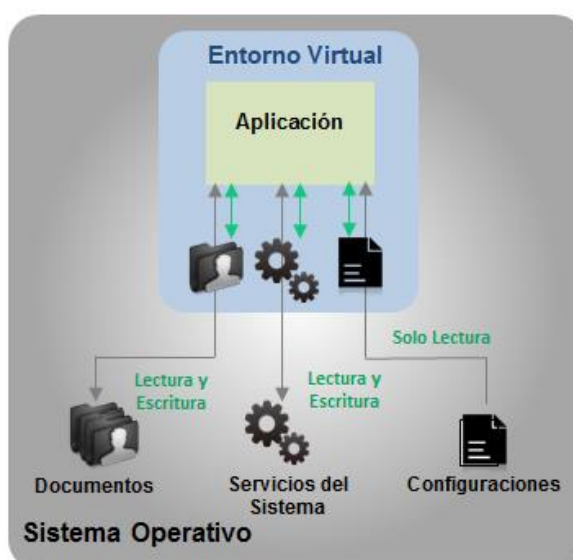 Entorno Virtual
Aplicación
Solo Lectura
Lectura y
Escritura
Lectura y
Escritura
Documentos
Servicios del
Sistema
Configuraciones
Sistema Operativo